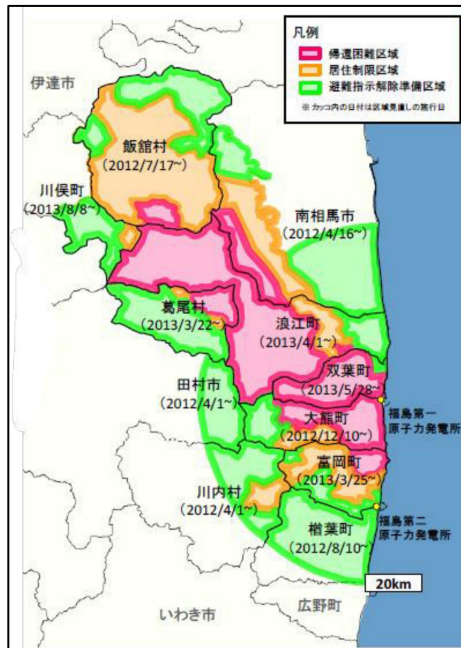 凡例
帰還困難区域
居住制限区域
避難指示解除準備区域
※ カッコ内の日付は区域見直しの施行日
伊達市
飯舘村
(2012/7/17~)
川俣町
(2013/8/8~)
南相馬市
(2012/4/16~)
葛尾村
(2013/3/22~)
浪江町
(2013/4/1~)
双葉町
(2013/5/28~)
田村市
(2012/4/1~)
大熊町
(2012/12/10~)
福島第一
原子力発電所
富岡町
(2013/3/25~)
川内村
(2012/4/1~)
福島第二
原子力発電所
楢葉町
(2012/8/10~)
20km
広野町
いわき市